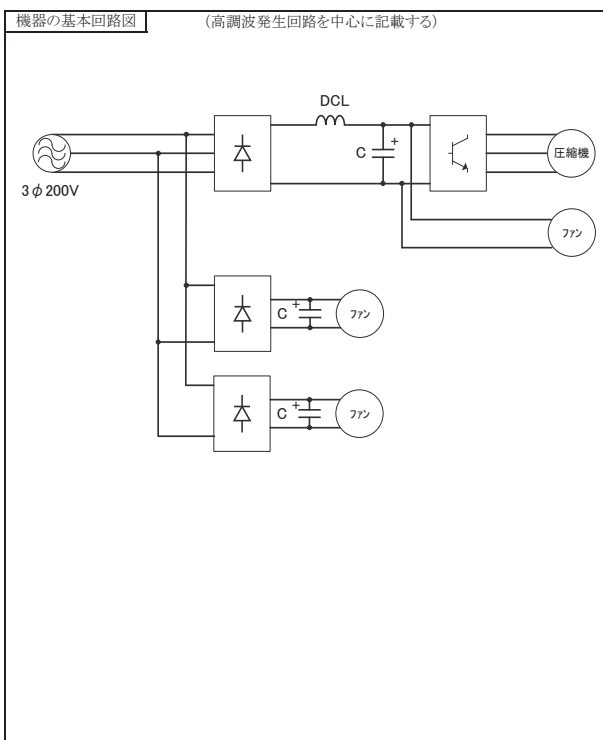 機器の基本回路図 (高調波発生回路を中心に記載する)
DCL
C +
圧縮機
3φ200V
ファン
C + ファン
C + ファン